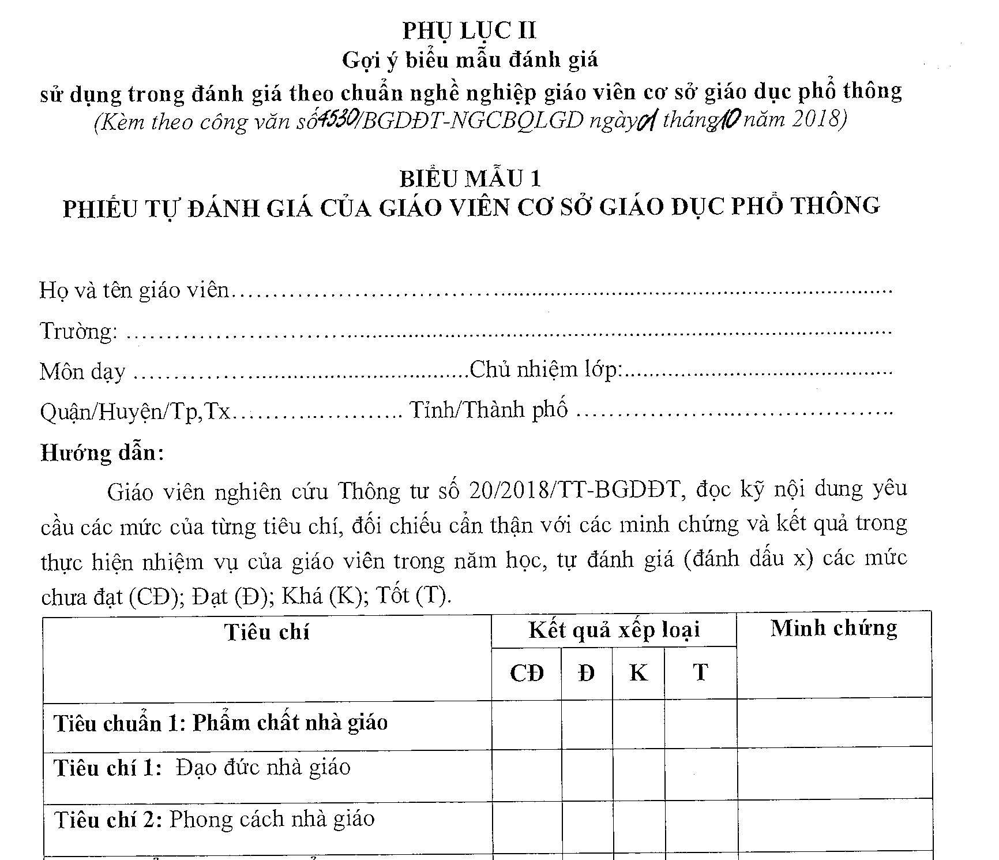 PHỤ LỤC II
Gợi ý biểu mẫu đánh giá
sử dụng trong đánh giá theo chuẩn nghề nghiệp giáo viên cơ sở giáo dục phổ thông
(Kèm theo công văn số 4530/BGDĐT-NGCBQLGD ngày 01 tháng 10 năm 2018)
BIỂU MẪU 1
PHIẾU TỰ ĐÁNH GIÁ CỦA GIÁO VIÊN CƠ SỞ GIÁO DỤC PHỔ THÔNG
Họ và tên giáo viên................................................................
Trường: ................................................................
Môn dạy ................................Chủ nhiệm lớp:................................
Quận/Huyện/Tp,Tx..................... Tỉnh/Thành phố ................................
Hướng dẫn:
Giáo viên nghiên cứu Thông tư số 20/2018/TT-BGDĐT, đọc kỹ nội dung yêu
cầu các mức của từng tiêu chí, đối chiếu cẩn thận với các minh chứng và kết quả trong
thực hiện nhiệm vụ của giáo viên trong năm học, tự đánh giá (đánh dấu x) các mức
chưa đạt (CĐ); Đạt (Đ); Khá (K); Tốt (T).
Tiêu chí Kết quả xếp loại Minh chứng
CĐ Đ K T
Tiêu chuẩn 1: Phẩm chất nhà giáo
Tiêu chí 1: Đạo đức nhà giáo
Tiêu chí 2: Phong cách nhà giáo